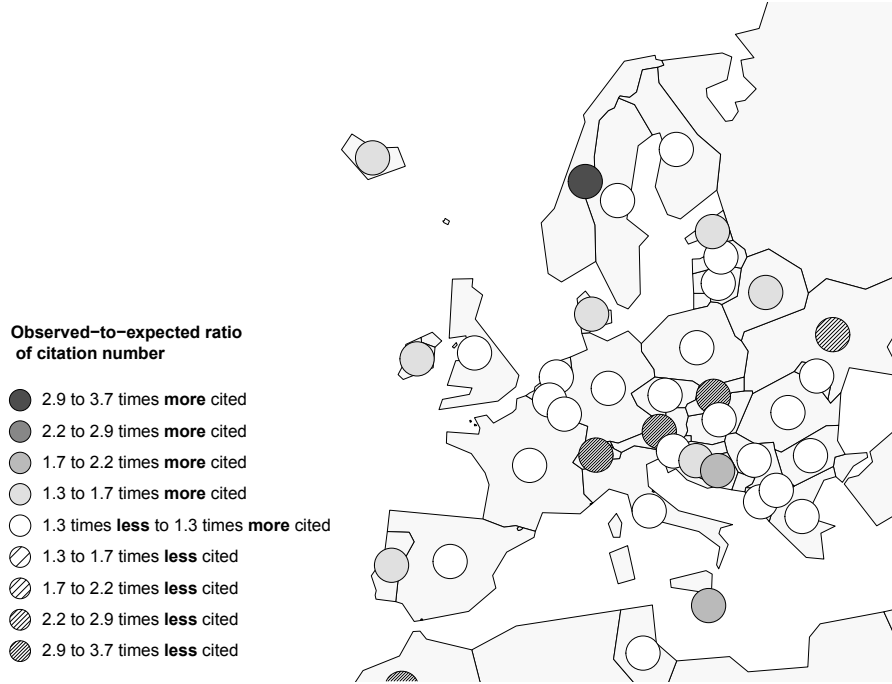 Observed−to−expected ratio
of citation number
2.9 to 3.7 times more cited
2.2 to 2.9 times more cited
1.7 to 2.2 times more cited
1.3 to 1.7 times more cited
1.3 times less to 1.3 times more cited
1.3 to 1.7 times less cited
1.7 to 2.2 times less cited
2.2 to 2.9 times less cited
2.9 to 3.7 times less cited